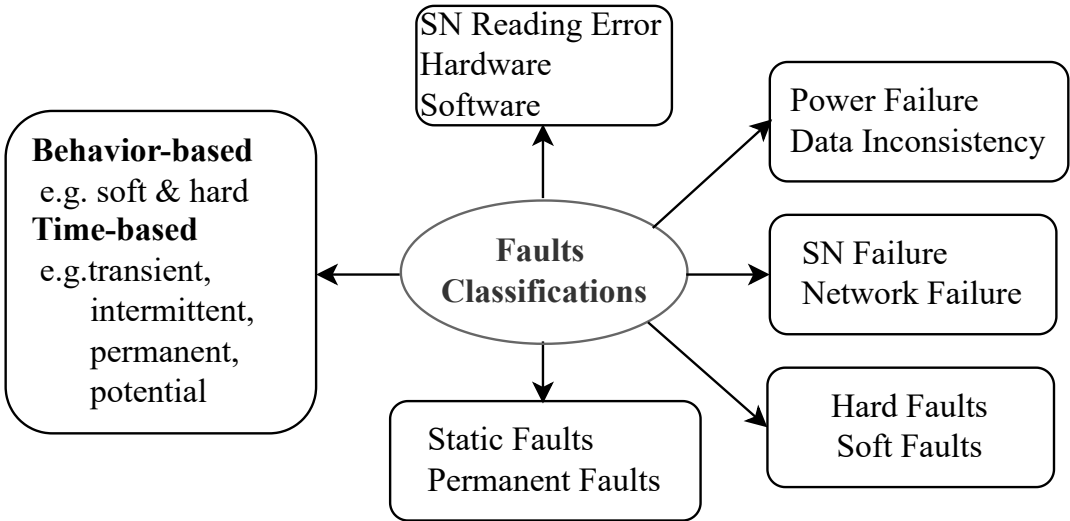 SN Reading Error
Hardware
Software
Power Failure
Data Inconsistency
Behavior-based
e.g. soft & hard
Time-based
e.g.transient,
intermittent,
permanent,
potential
Faults
Classifications
SN Failure
Network Failure
Hard Faults
Soft Faults
Static Faults
Permanent Faults